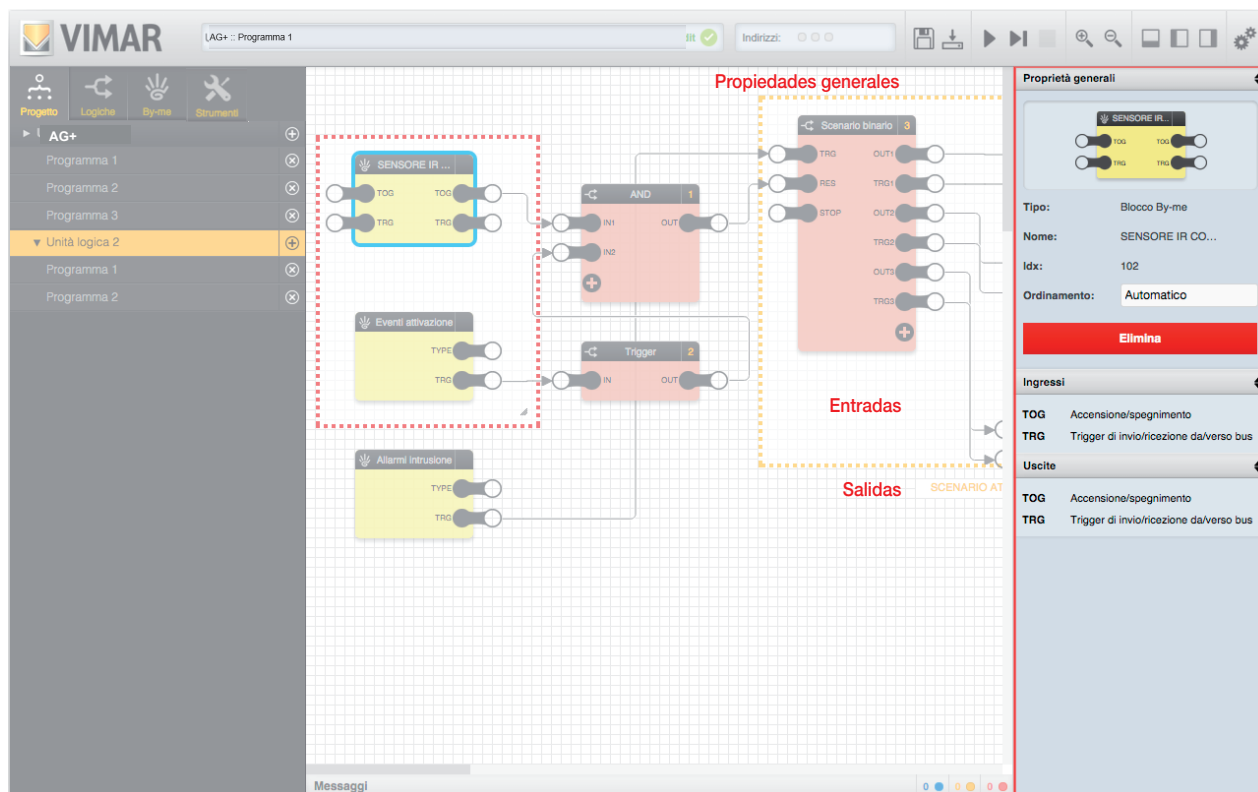 VIMAR
AG+ :: Programma 1
Indirizzi:
Progetto
Logiche
By-me
Strumenti
AG+
Programma 1
Programma 2
Programma 3
Unità logica 2
Programma 1
Programma 2
Propiedades generales
SENSORE IR ...
TOG TOG
TRG TRG
AND 1
IN1 OUT
IN2
Scenario binario 3
TRG OUT1
RES TRG1
STOP OUT2
TRG2
OUT3
TRG3
Eventi attivazione
TYPE
TRG
Trigger 2
IN OUT
Entradas
Allarmi intrusione
TYPE
TRG
Salidas
SCENARIO AT
Messaggi
0 0 0
Proprietà generali
SENSORE IR...
TOG TOG
TRG TRG
Tipo: Blocco By-me
Nome: SENSORE IR CO...
Idx: 102
Ordinamento: Automatico
Elimina
Ingressi
TOG Accensione/spegnimento
TRG Trigger di invio/ricezione da/verso bus
Uscite
TOG Accensione/spegnimento
TRG Trigger di invio/ricezione da/verso bus